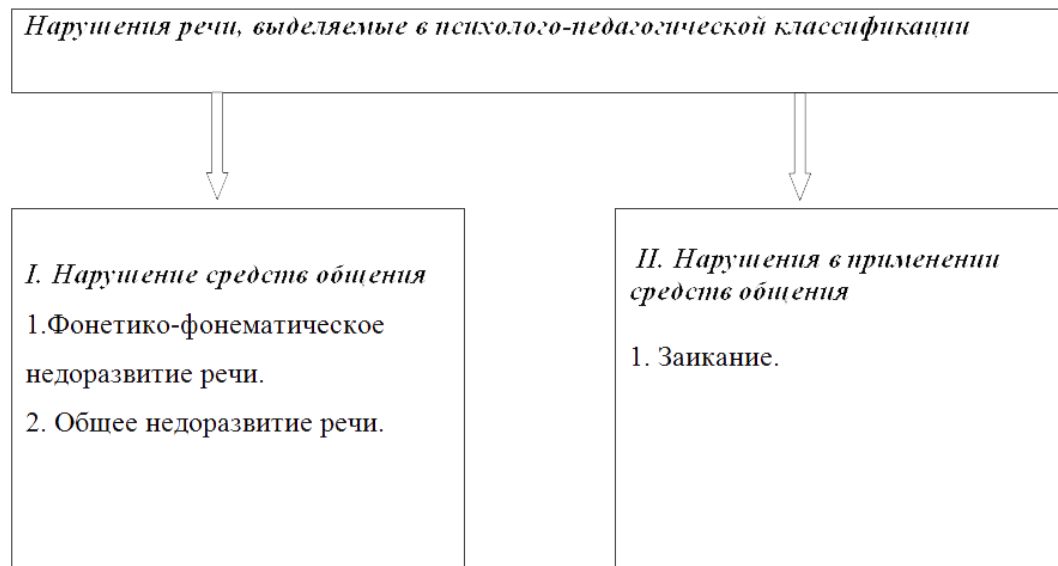 Нарушения речи, выделяемые в психолого-педагогической классификации
I. Нарушение средств общения
1.Фонетико-фонематическое
недоразвитие речи.
2. Общее недоразвитие речи.
II. Нарушения в применении
средств общения
1. Заикание.